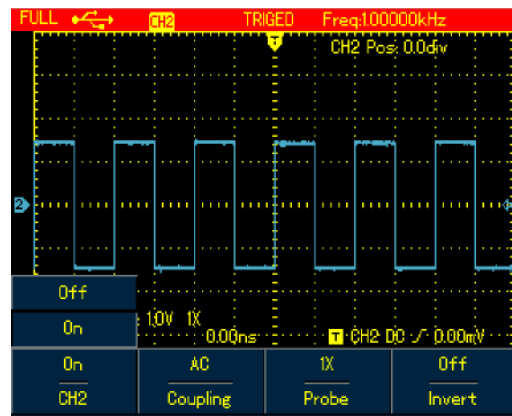 FULL CH2 TRIGED Freq:1.00000kHz
T
CH2 Pos: 0.0div
2
Off
On
: 1.0V 1X
0.00ns
T CH2 DC 0.00mV
On AC 1X Off
CH2 Coupling Probe Invert